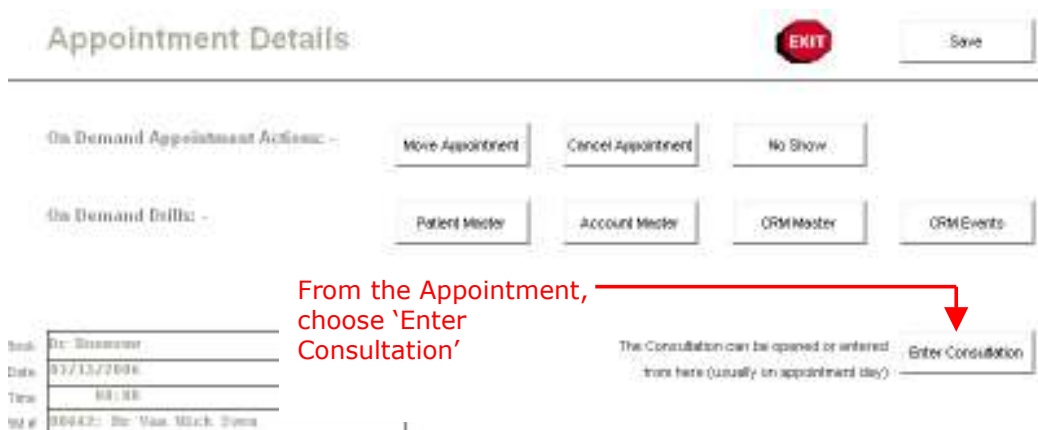 Appointment Details
EXIT
Save
On Demand Appointment Actions: -
Move Appointment
Cancel Appointment
No Show
On Demand Drills: -
Patient Master
Account Master
CRM Master
CRM Events
From the Appointment,
choose ‘Enter
Consultation’
The Consultation can be opened or entered
from here (usually on appointment day)
Enter Consultation
Book Dr
Date
Time